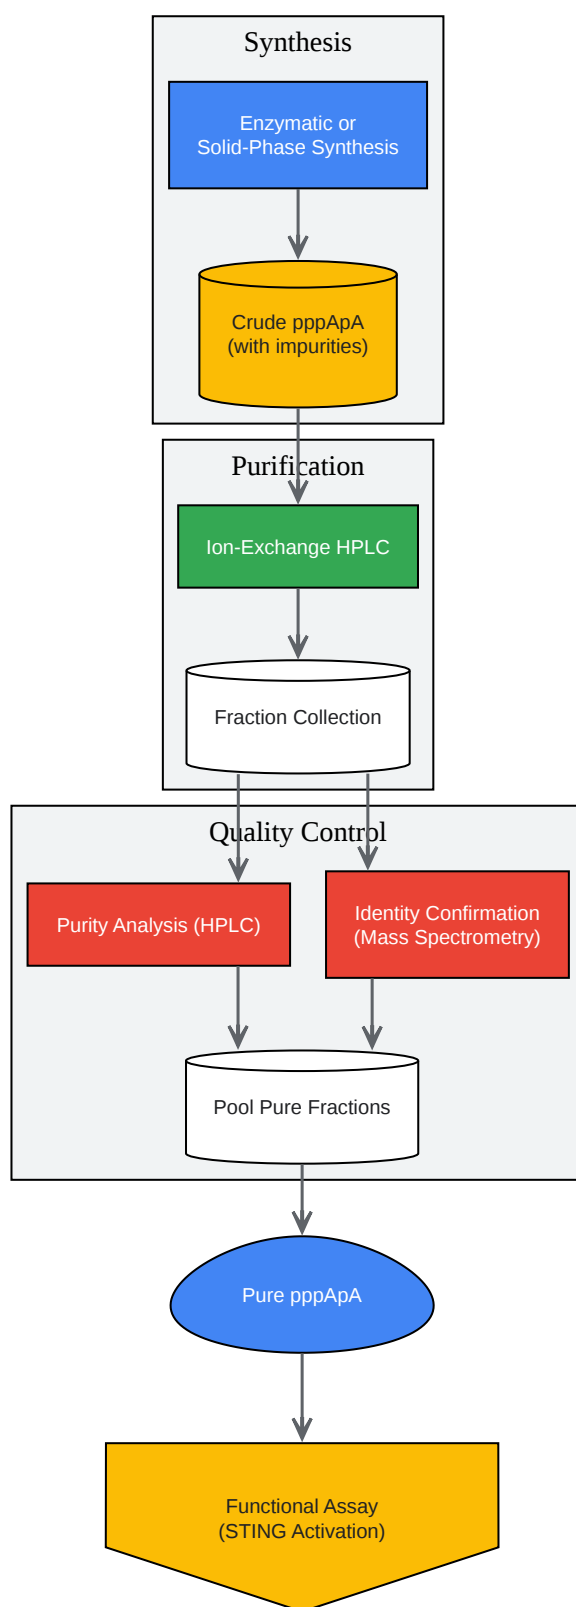 Synthesis
Enzymatic or
Solid-Phase Synthesis
Crude pppApA
(with impurities)
Purification
Ion-Exchange HPLC
Fraction Collection
Quality Control
Purity Analysis (HPLC)
Identity Confirmation
(Mass Spectrometry)
Pool Pure Fractions
Pure pppApA
Functional Assay
(STING Activation)